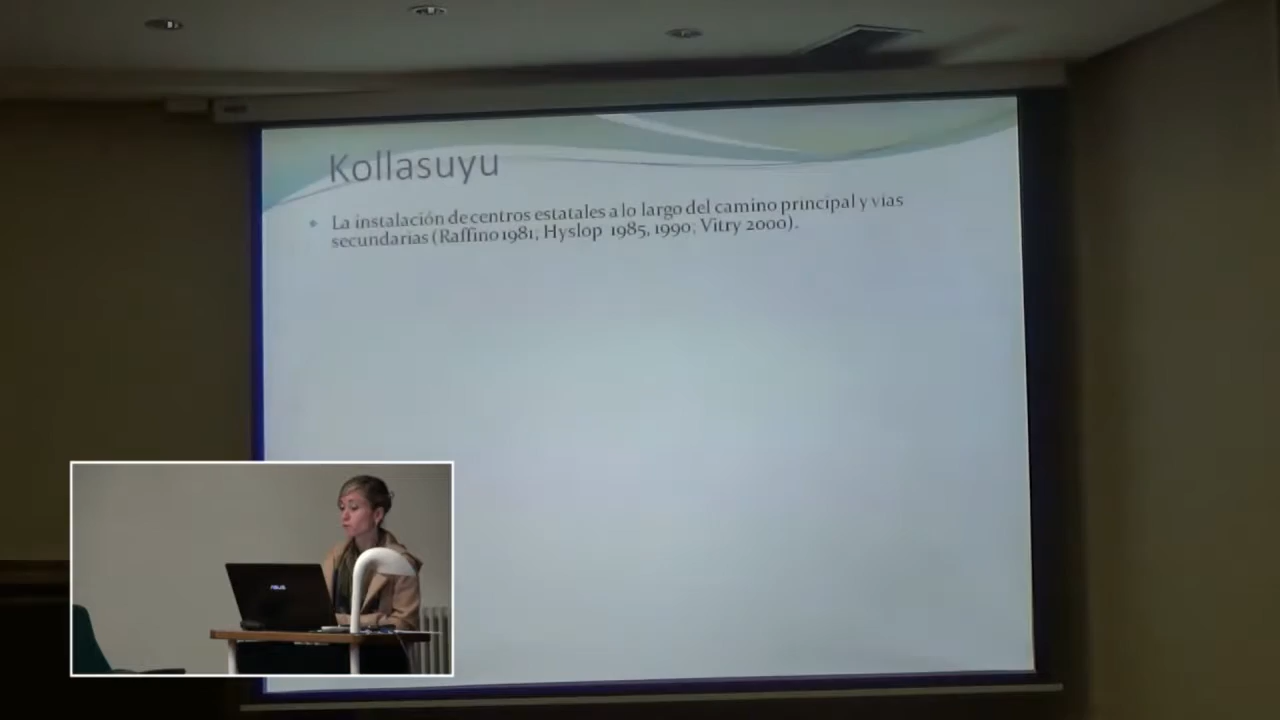 Kollasuyu
La instalación de centros estatales a lo largo del camino principal y vías
secundarias (Raffino 1981; Hyslop 1985, 1990; Vitry 2000).
ASUS